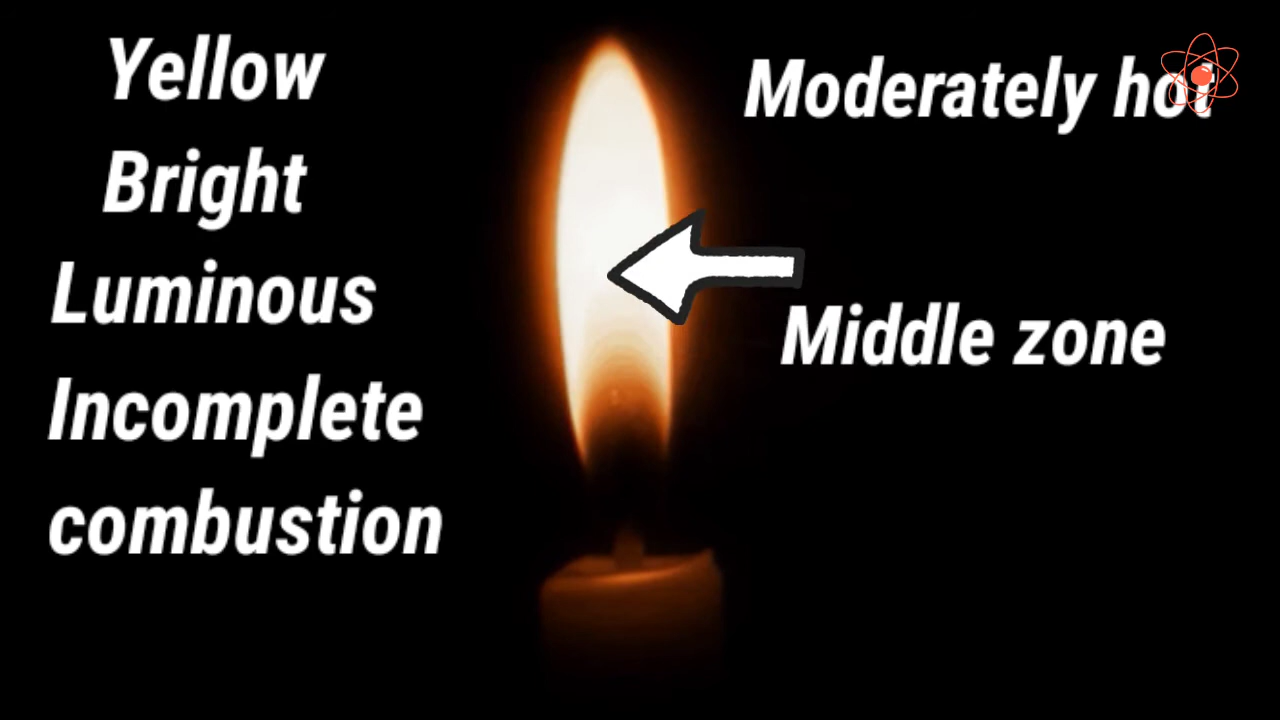 Yellow
Bright
Luminous
Incomplete
combustion
Moderately hot
Middle zone